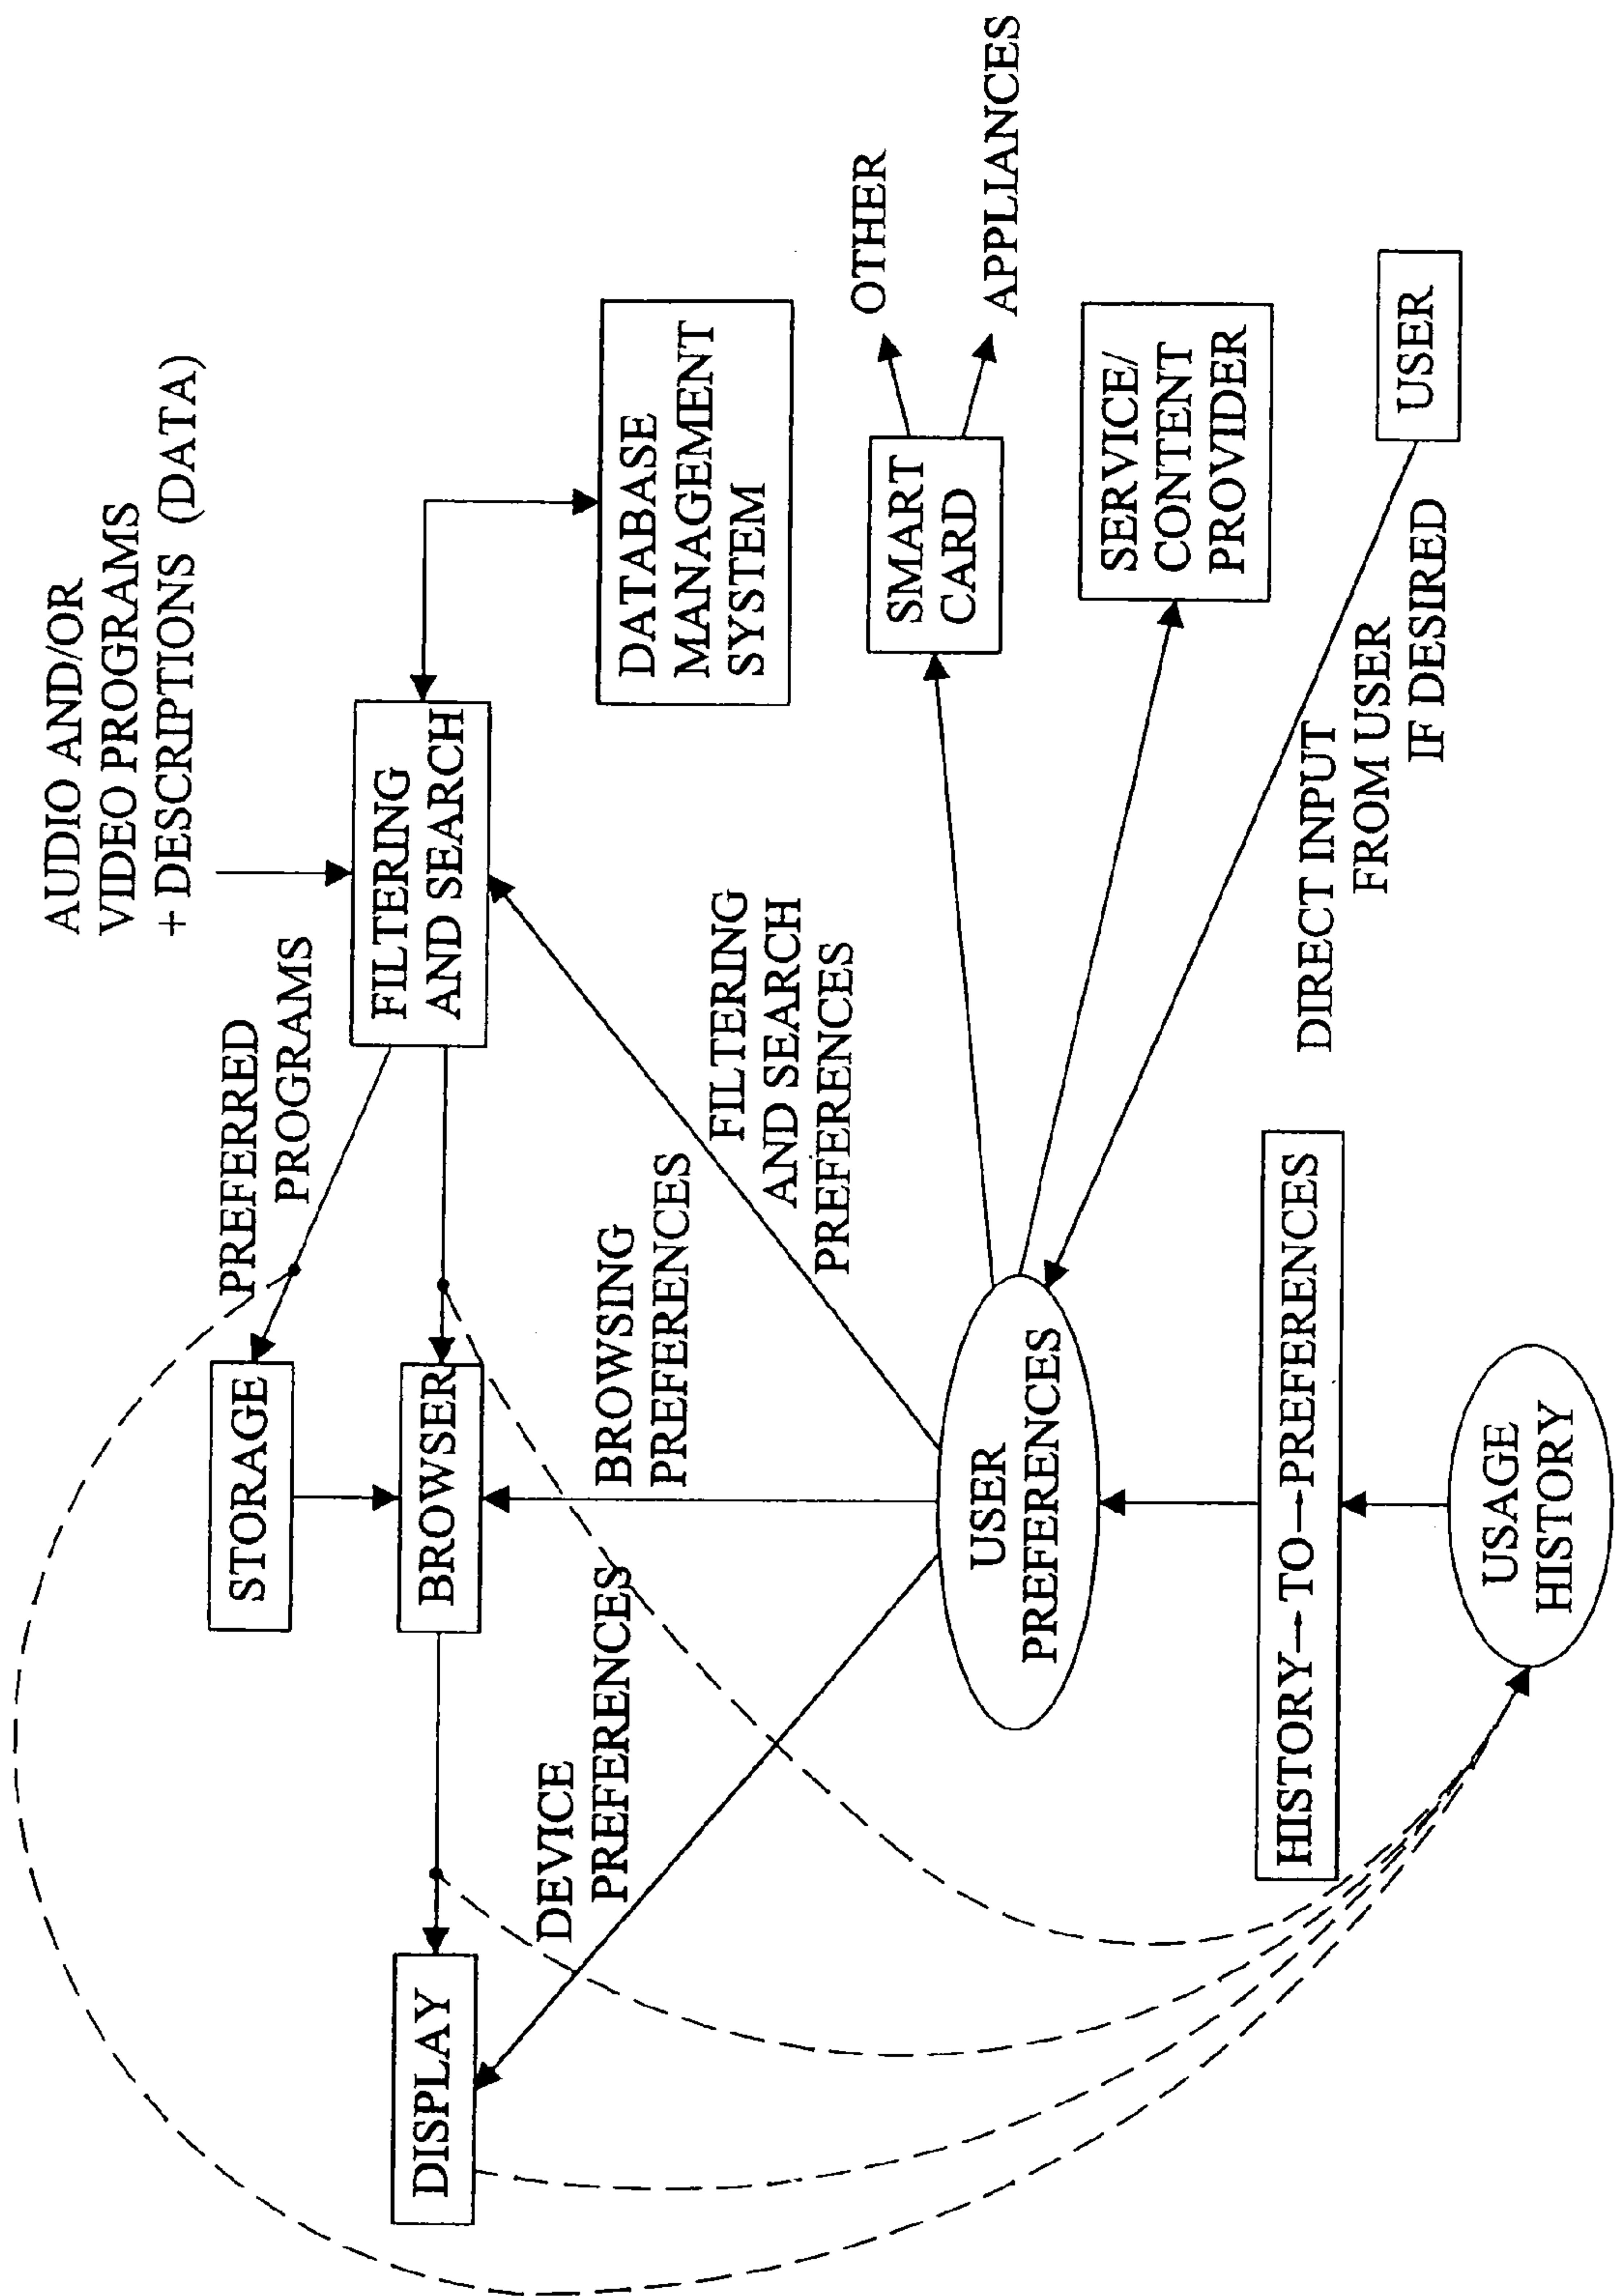 AUDIO AND/OR
VIDEO PROGRAMS
+ DESCRIPTIONS (DATA)
PREFERRED
PROGRAMS
STORAGE
FILTERING
AND SEARCH
DISPLAY
BROWSER
DEVICE
PREFERENCES
BROWSING
PREFERENCES
FILTERING
AND SEARCH
PREFERENCES
DATABASE
MANAGEMENT
SYSTEM
OTHER
SMART
CARD
APPLIANCES
USER
PREFERENCES
SERVICE/
CONTENT
PROVIDER
DIRECT INPUT
FROM USER
IF DESIRED
USER
HISTORY→TO→PREFERENCES
USAGE
HISTORY